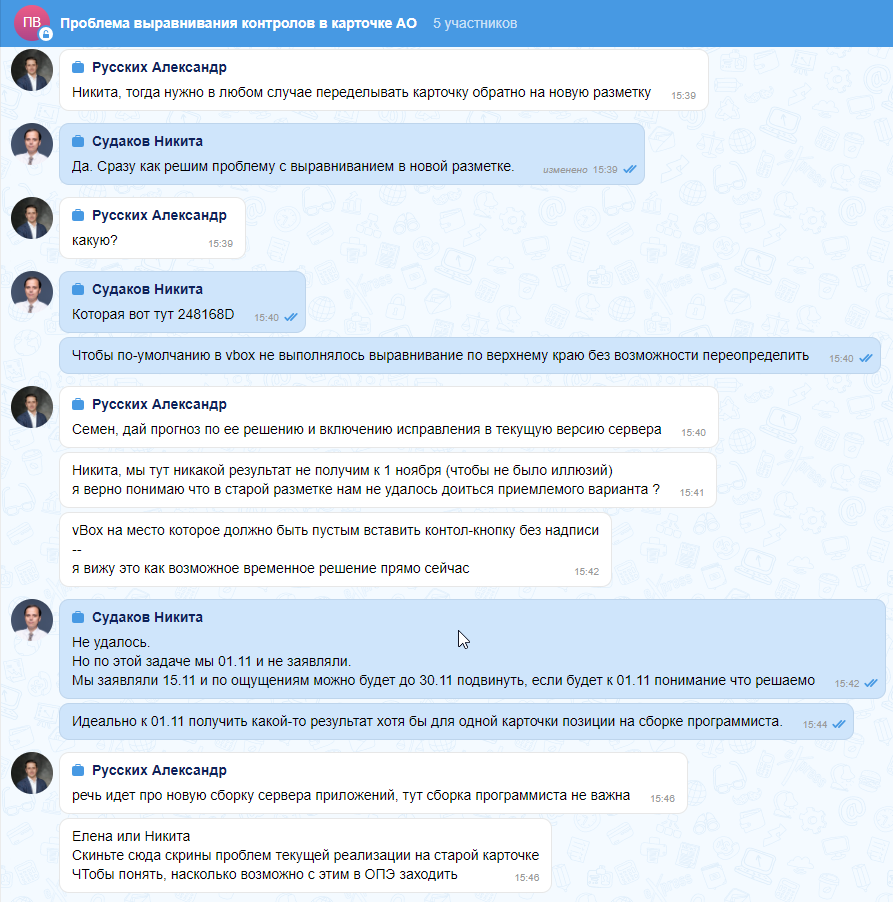 ПВ
Проблема выравнивания контролов в карточке АО 5 участников
Русских Александр
Никита, тогда нужно в любом случае переделывать карточку обратно на новую разметку 15:39
Судаков Никита
Да. Сразу как решим проблему с выравниванием в новой разметке. изменено 15:39
Русских Александр
какую? 15:39
Судаков Никита
Которая вот тут 248168D 15:40
Чтобы по-умолчанию в vbox не выполнялось выравнивание по верхнему краю без возможности переопределить 15:40
Русских Александр
Семен, дай прогноз по ее решению и включению исправления в текущую версию сервера 15:40
Никита, мы тут никакой результат не получим к 1 ноября (чтобы не было иллюзий)
я верно понимаю что в старой разметке нам не удалось доиться приемлемого варианта ? 15:41
vBox на место которое должно быть пустым вставить контол-кнопку без надписи
--
я вижу это как возможное временное решение прямо сейчас 15:42
Судаков Никита
Не удалось.
Но по этой задаче мы 01.11 и не заявляли.
Мы заявляли 15.11 и по ощущениям можно будет до 30.11 подвинуть, если будет к 01.11 понимание что решаемо 15:42
Идеально к 01.11 получить какой-то результат хотя бы для одной карточки позиции на сборке программиста. 15:44
Русских Александр
речь идет про новую сборку сервера приложений, тут сборка программиста не важна 15:46
Елена или Никита
Скиньте сюда скрины проблем текущей реализации на старой карточке
ЧТобы понять, насколько возможно с этим в ОПЭ заходить 15:46